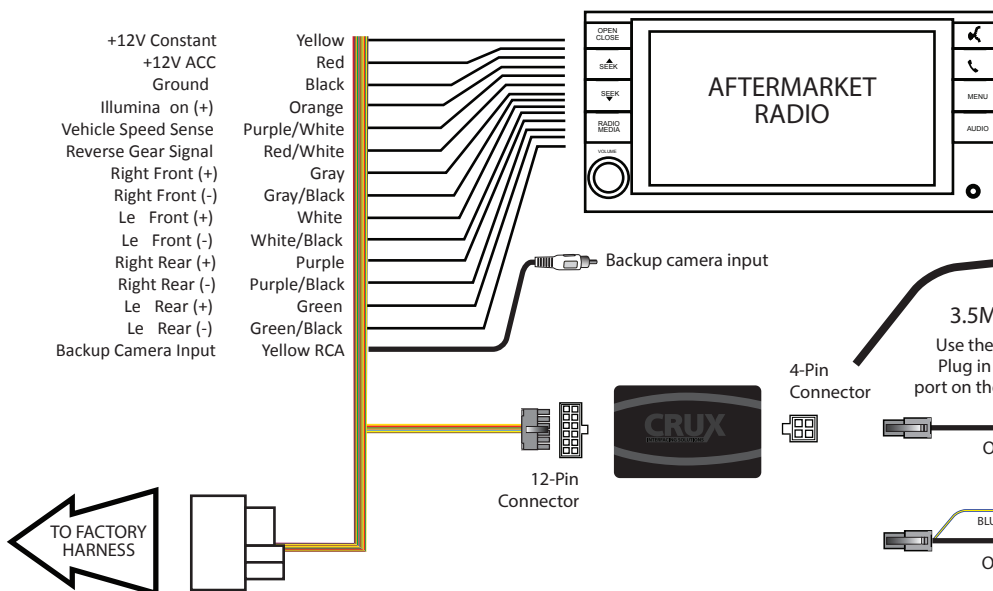 +12V Constant Yellow
+12V ACC Red
Ground Black
Illumina on (+) Orange
Vehicle Speed Sense Purple/White
Reverse Gear Signal Red/White
Right Front (+) Gray
Right Front (-) Gray/Black
Le Front (+) White
Le Front (-) White/Black
Right Rear (+) Purple
Right Rear (-) Purple/Black
Le Rear (+) Green
Le Rear (-) Green/Black
Backup Camera Input Yellow RCA
OPEN
CLOSE
SEEK
SEEK
RADIO
MEDIA
VOLUME
AFTERMARKET
RADIO
MENU
AUDIO
Backup camera input
3.5M
Use the
Plug in
port on the
4-Pin
Connector
CRUX
12-Pin
Connector
O
BLU
O
TO FACTORY
HARNESS